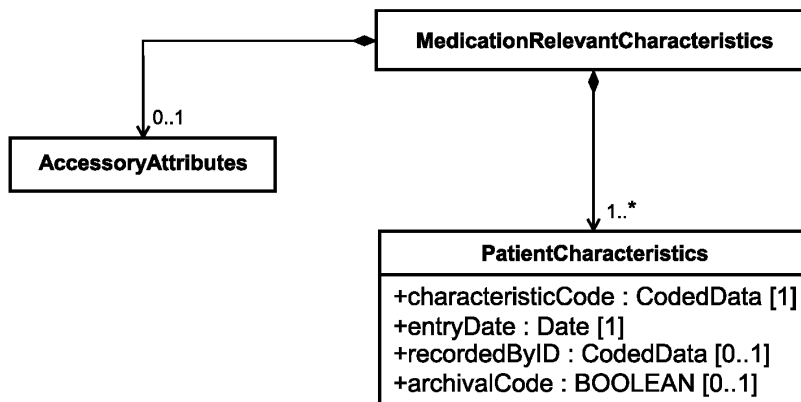 MedicationRelevantCharacteristics
0..1
AccessoryAttributes
1..*
PatientCharacteristics
+characteristicCode : CodedData [1]
+entryDate : Date [1]
+recordedByID : CodedData [0..1]
+archivalCode : BOOLEAN [0..1]